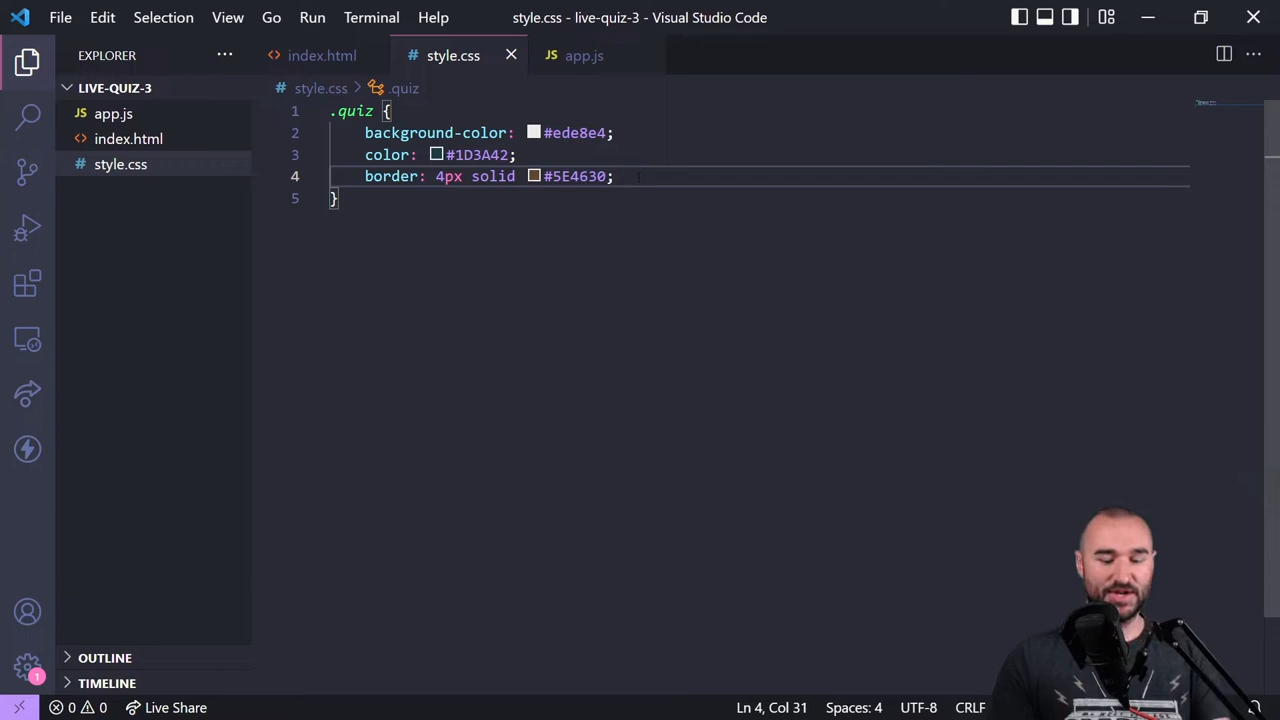 File Edit Selection View Go Run Terminal Help style.css - live-quiz-3 - Visual Studio Code
EXPLORER ··· index.html # style.css JS app.js ···
LIVE-QUIZ-3
# style.css > .quiz
JS app.js
<> index.html
# style.css
1 .quiz {
2 background-color: #ede8e4;
3 color: #1D3A42;
4 border: 4px solid #5E4630;
5 }
OUTLINE
TIMELINE
1
0 0 Live Share Ln 4, Col 31 Spaces: 4 UTF-8 CRLF